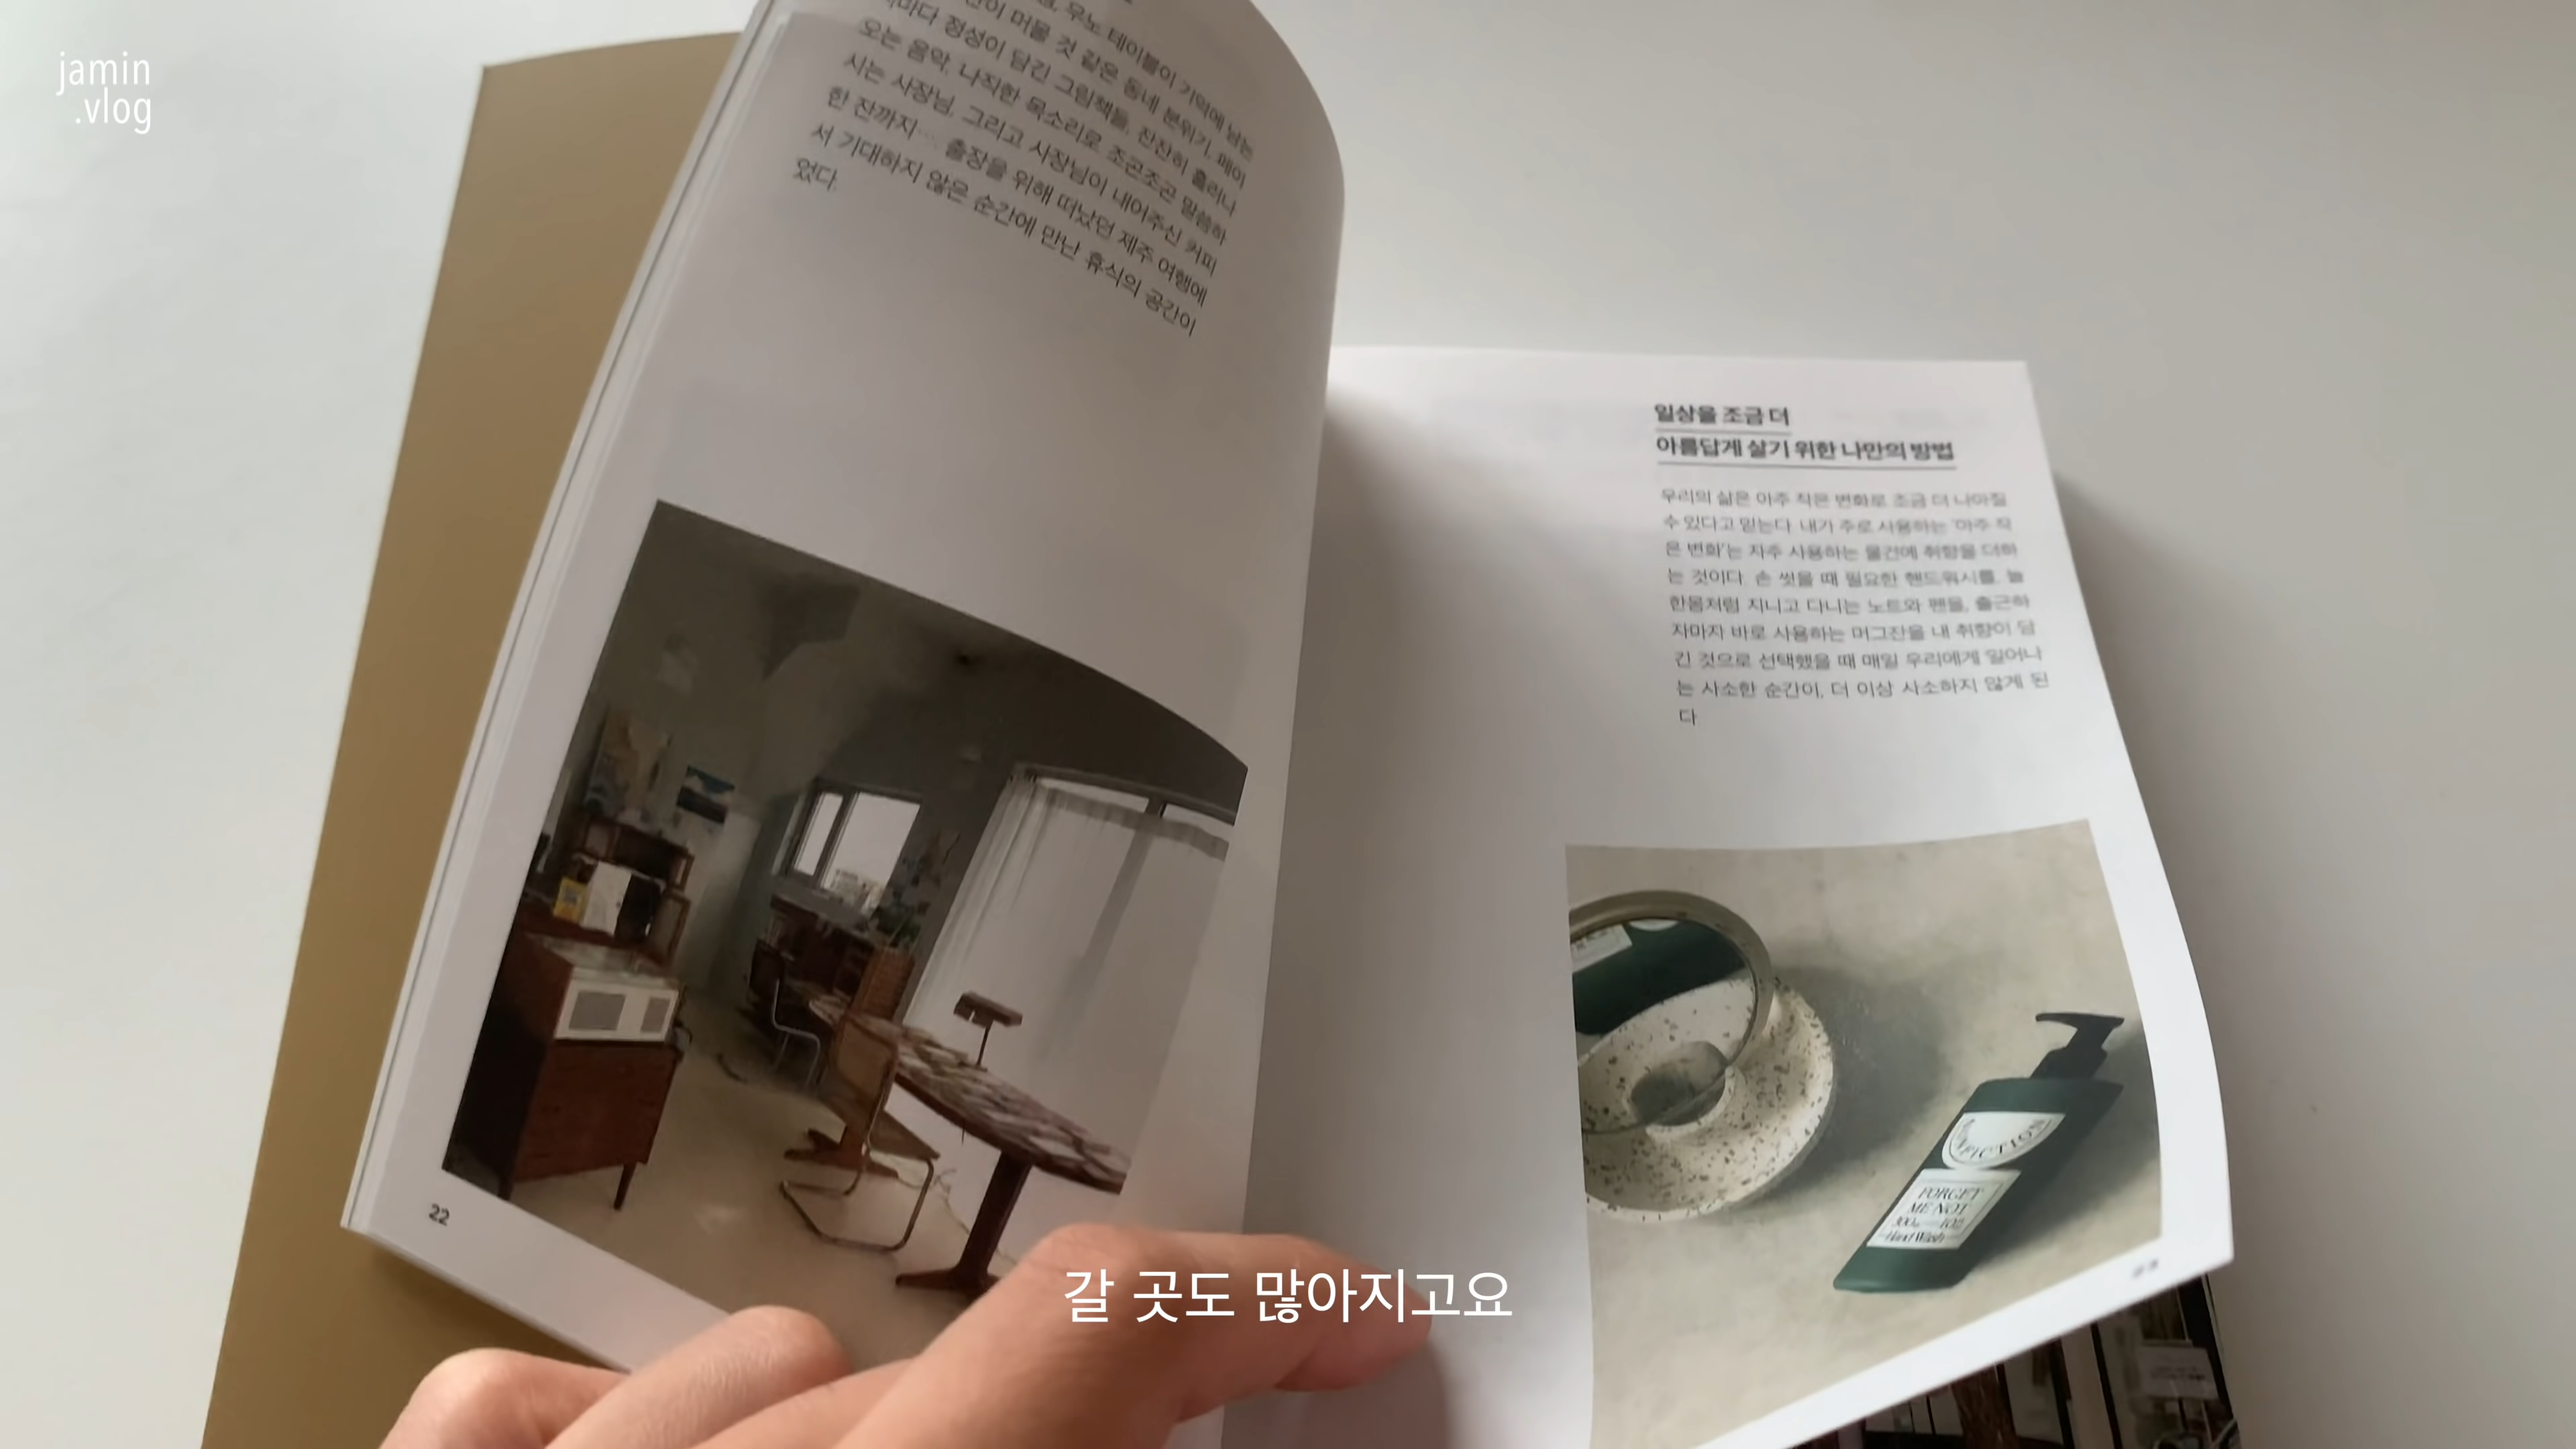 jamin
.vlog
우노 테이블이 기억에 남는
이 머물 것 같은 동네 분위기, 페이
마다 정성이 담긴 그림책들, 잔잔히 흘러나
오는 음악, 나직한 목소리로 조곤조곤 말씀하
시는 사장님, 그리고 사장님이 내어주신 커피
한 잔까지… 출장을 위해 떠났던 제주 여행에
서 기대하지 않은 순간에 만난 휴식의 공간이
었다.
22
일상을 조금 더
아름답게 살기 위한 나만의 방법
우리의 삶은 아주 작은 변화로 조금 더 나아질
수 있다고 믿는다. 내가 주로 사용하는 '아주 작
은 변화'는 자주 사용하는 물건에 취향을 더하
는 것이다. 손 씻을 때 필요한 핸드워시를, 늘
한몸처럼 지니고 다니는 노트와 펜을, 출근하
자마자 바로 사용하는 머그잔을 내 취향이 담
긴 것으로 선택했을 때 매일 우리에게 일어나
는 사소한 순간이, 더 이상 사소하지 않게 된
다
FORGET
ME NOT
Hand Wash
갈 곳도 많아지고요